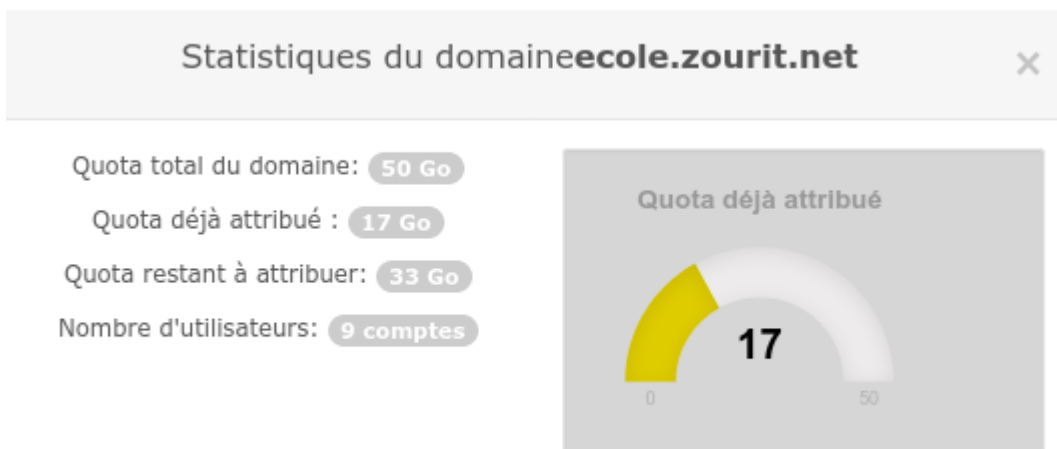 Statistiques du domaineecole.zourit.net
×
Quota total du domaine: 50 Go
Quota déjà attribué : 17 Go
Quota restant à attribuer: 33 Go
Nombre d'utilisateurs: 9 comptes
Quota déjà attribué
17
0 50